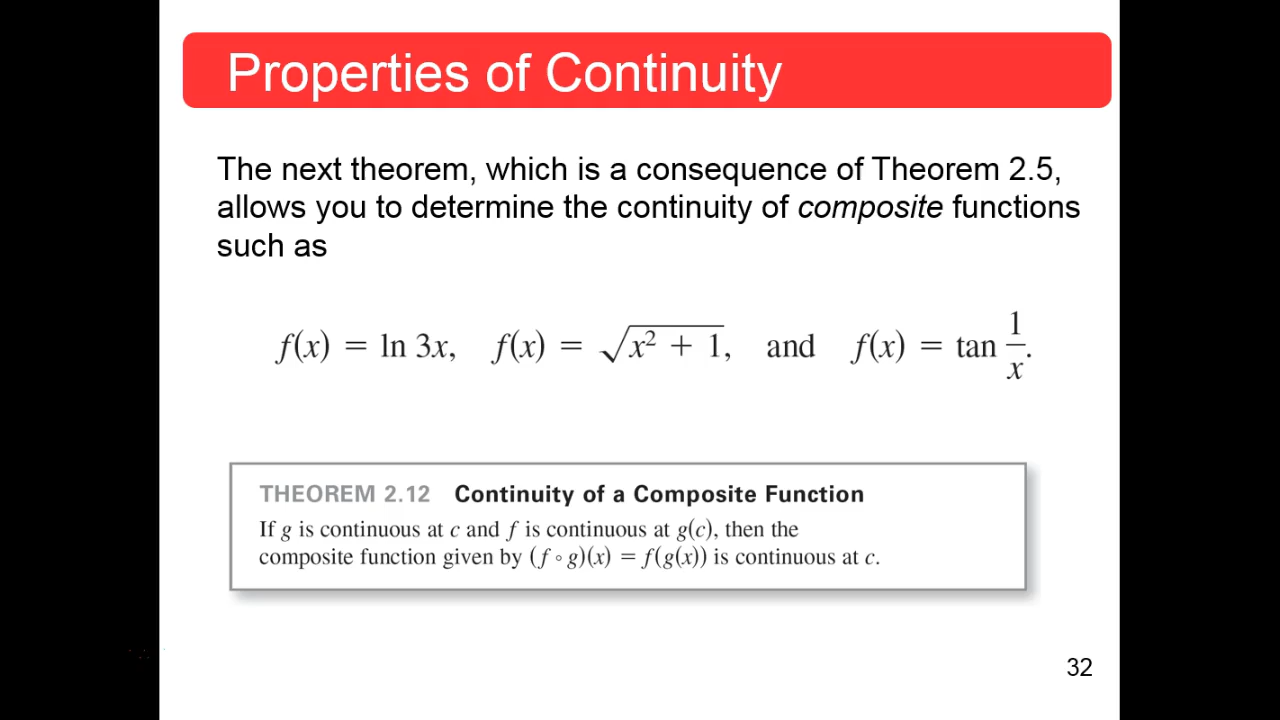 Properties of Continuity
The next theorem, which is a consequence of Theorem 2.5,
allows you to determine the continuity of composite functions
such as
f(x) = ln 3x, f(x) = √(x² + 1), and f(x) = tan 1/x.
THEOREM 2.12 Continuity of a Composite Function
If g is continuous at c and f is continuous at g(c), then the
composite function given by (f ∘ g)(x) = f(g(x)) is continuous at c.
32